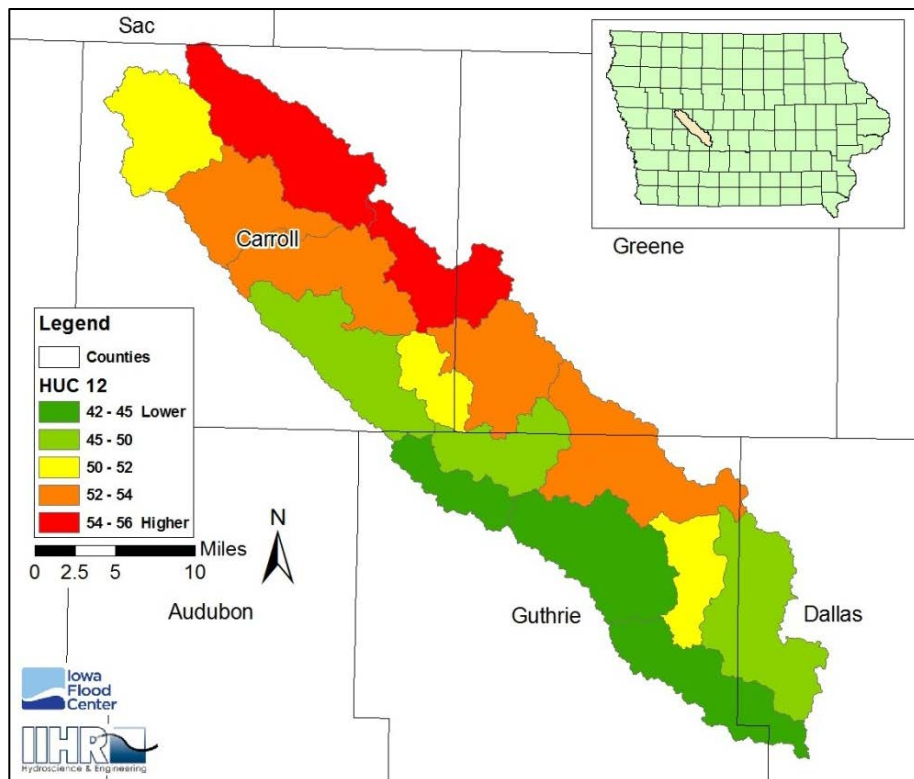 Sac
Greene
Carroll
Legend
Counties
HUC 12
42 - 45 Lower
45 - 50
50 - 52
52 - 54
54 - 56 Higher
Miles
0 2.5 5 10
N
Audubon
Guthrie
Dallas
Iowa
Flood
Center
IIHR
Hydroscience & Engineering